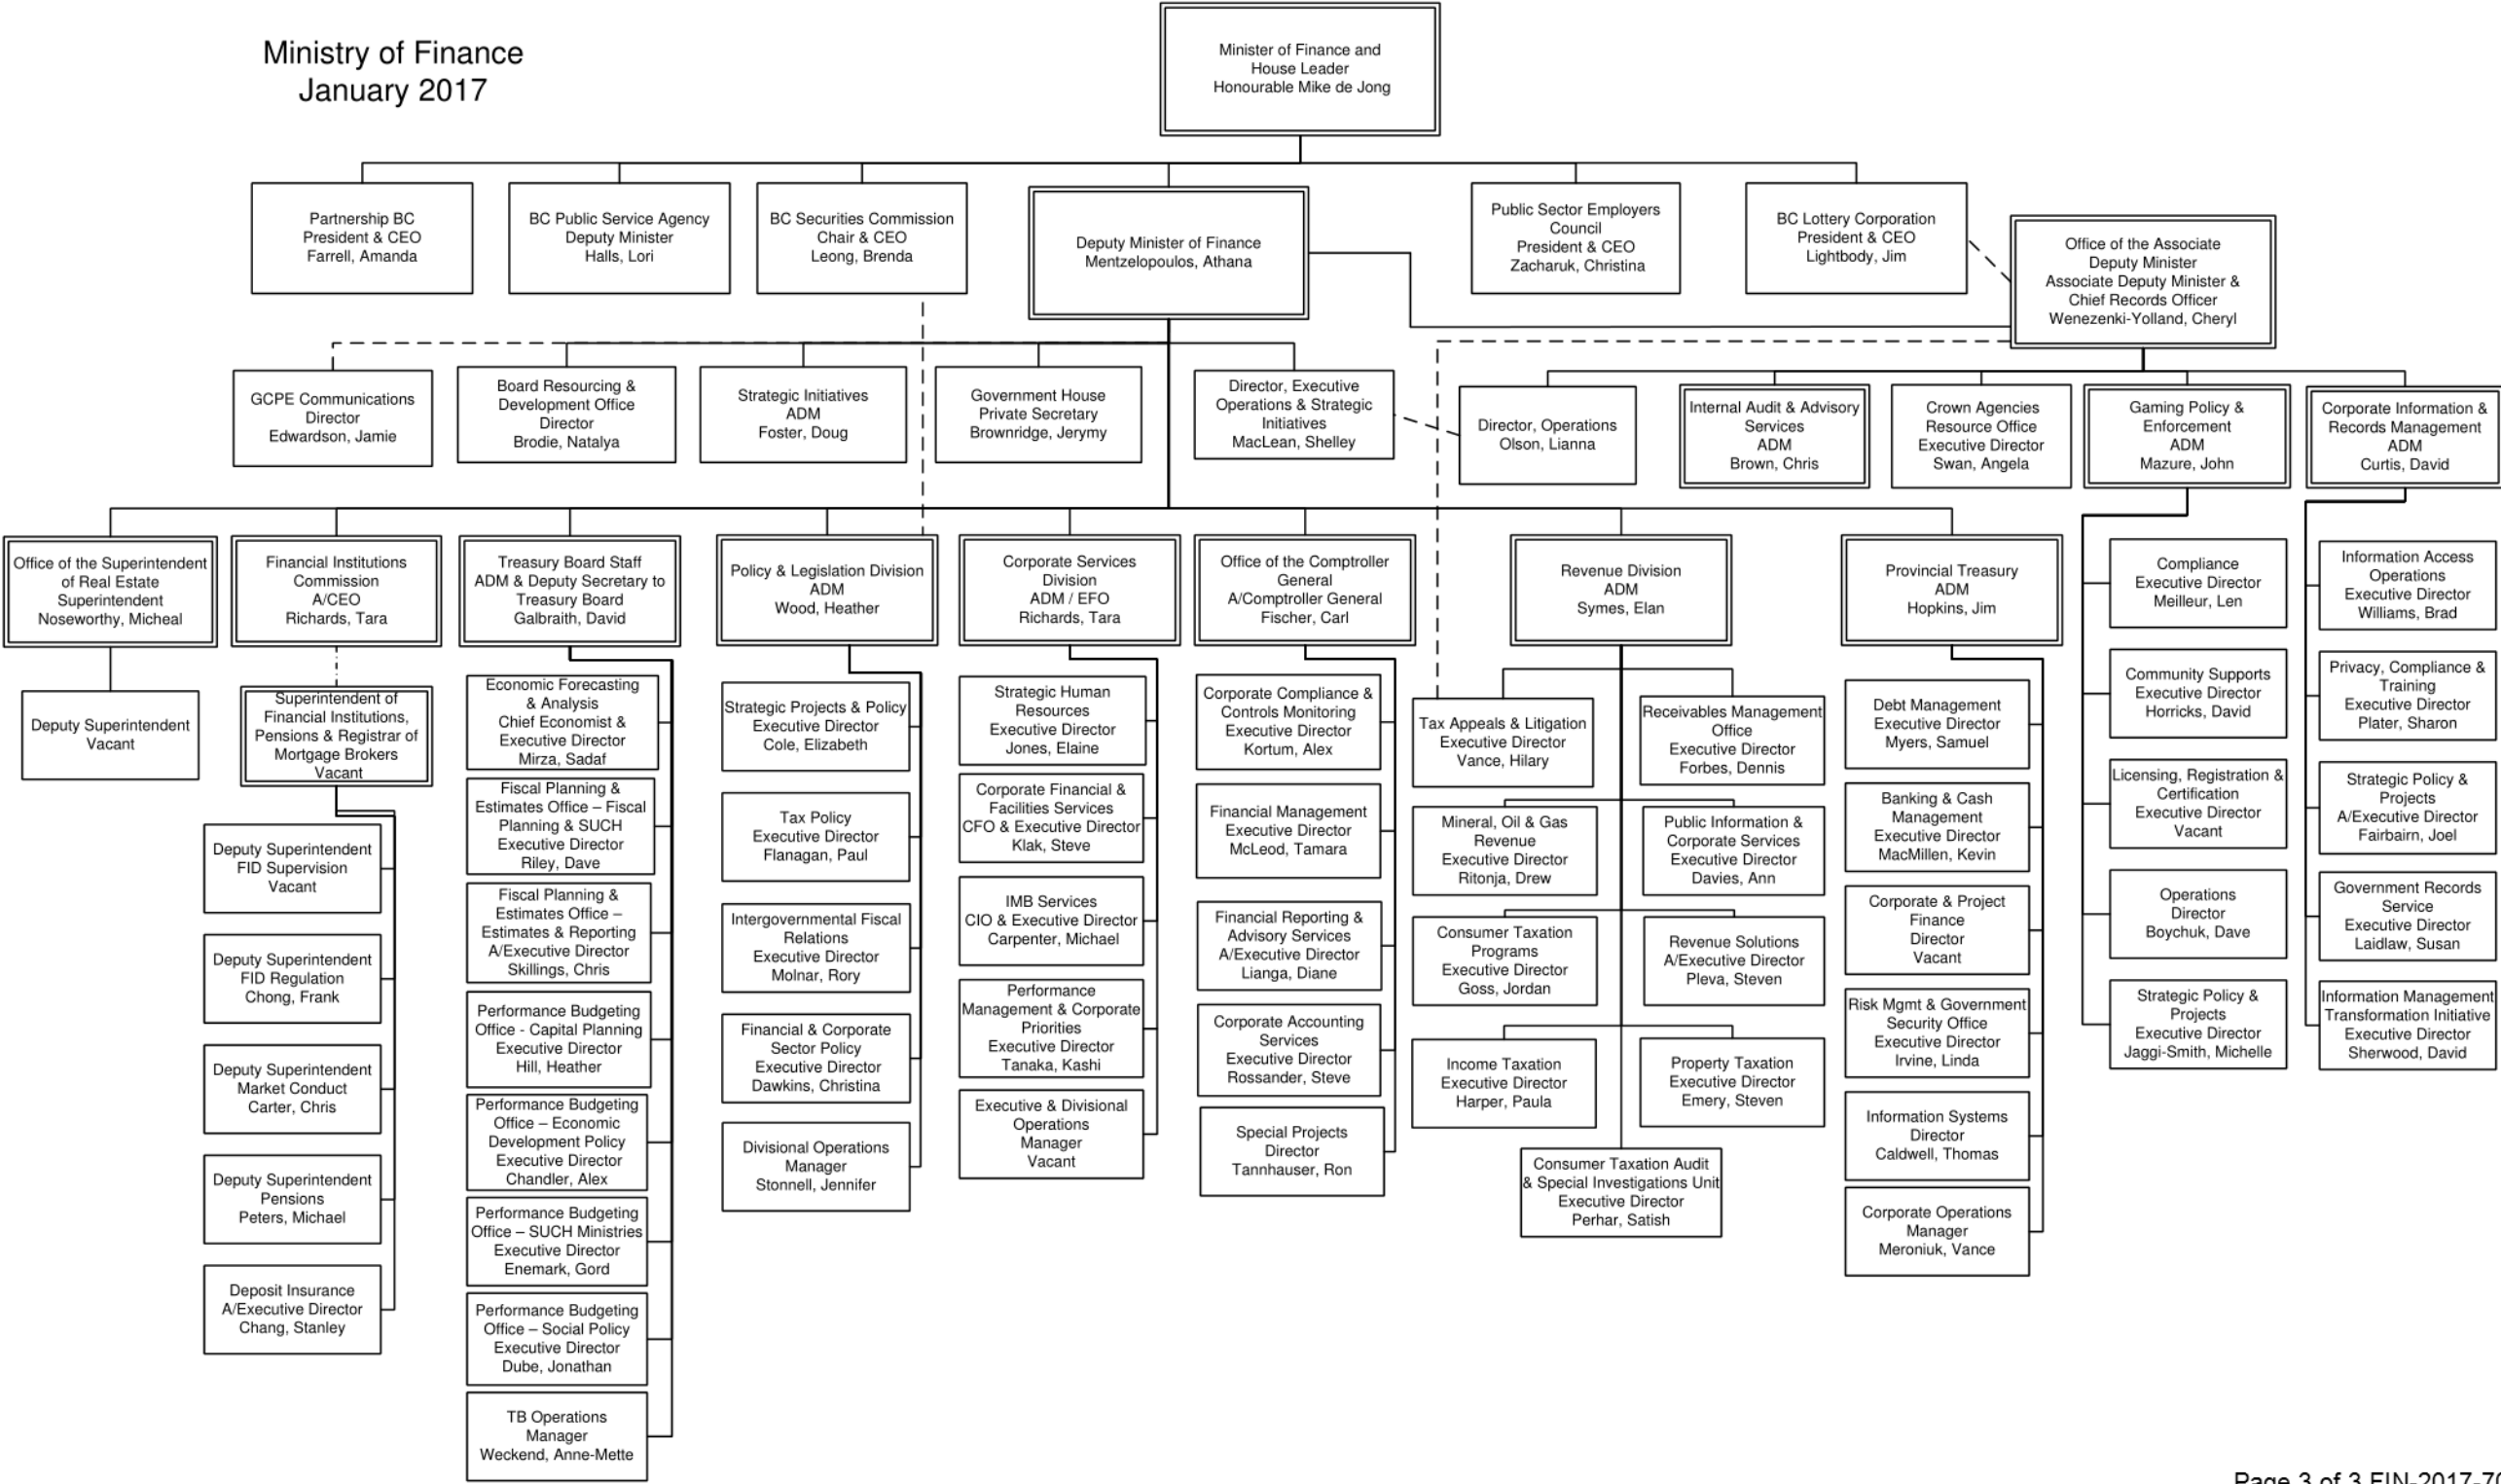 Ministry of Finance
January 2017
Minister of Finance and
House Leader
Honourable Mike de Jong
Partnership BC
President & CEO
Farrell, Amanda
BC Public Service Agency
Deputy Minister
Halls, Lori
BC Securities Commission
Chair & CEO
Leong, Brenda
Deputy Minister of Finance
Mentzelopoulos, Athana
Public Sector Employers
Council
President & CEO
Zacharuk, Christina
BC Lottery Corporation
President & CEO
Lightbody, Jim
Office of the Associate
Deputy Minister
Associate Deputy Minister &
Chief Records Officer
Wenezenki-Yolland, Cheryl
GCPE Communications
Director
Edwardson, Jamie
Board Resourcing &
Development Office
Director
Brodie, Natalya
Strategic Initiatives
ADM
Foster, Doug
Government House
Private Secretary
Brownridge, Jerymy
Director, Executive
Operations & Strategic
Initiatives
MacLean, Shelley
Director, Operations
Olson, Lianna
Internal Audit & Advisory
Services
ADM
Brown, Chris
Crown Agencies
Resource Office
Executive Director
Swan, Angela
Gaming Policy &
Enforcement
ADM
Mazure, John
Corporate Information &
Records Management
ADM
Curtis, David
Office of the Superintendent
of Real Estate
Superintendent
Noseworthy, Micheal
Financial Institutions
Commission
A/CEO
Richards, Tara
Treasury Board Staff
ADM & Deputy Secretary to
Treasury Board
Galbraith, David
Policy & Legislation Division
ADM
Wood, Heather
Corporate Services
Division
ADM / EFO
Richards, Tara
Office of the Comptroller
General
A/Comptroller General
Fischer, Carl
Revenue Division
ADM
Symes, Elan
Provincial Treasury
ADM
Hopkins, Jim
Deputy Superintendent
Vacant
Superintendent of
Financial Institutions,
Pensions & Registrar of
Mortgage Brokers
Vacant
Deputy Superintendent
FID Supervision
Vacant
Deputy Superintendent
FID Regulation
Chong, Frank
Deputy Superintendent
Market Conduct
Carter, Chris
Deputy Superintendent
Pensions
Peters, Michael
Deposit Insurance
A/Executive Director
Chang, Stanley
Economic Forecasting
& Analysis
Chief Economist &
Executive Director
Mirza, Sadaf
Fiscal Planning &
Estimates Office – Fiscal
Planning & SUCH
Executive Director
Riley, Dave
Fiscal Planning &
Estimates Office –
Estimates & Reporting
A/Executive Director
Skillings, Chris
Performance Budgeting
Office - Capital Planning
Executive Director
Hill, Heather
Performance Budgeting
Office – Economic
Development Policy
Executive Director
Chandler, Alex
Performance Budgeting
Office – SUCH Ministries
Executive Director
Enemark, Gord
Performance Budgeting
Office – Social Policy
Executive Director
Dube, Jonathan
TB Operations
Manager
Weckend, Anne-Mette
Strategic Projects & Policy
Executive Director
Cole, Elizabeth
Tax Policy
Executive Director
Flanagan, Paul
Intergovernmental Fiscal
Relations
Executive Director
Molnar, Rory
Financial & Corporate
Sector Policy
Executive Director
Dawkins, Christina
Divisional Operations
Manager
Stonnell, Jennifer
Strategic Human
Resources
Executive Director
Jones, Elaine
Corporate Financial &
Facilities Services
CFO & Executive Director
Klak, Steve
IMB Services
CIO & Executive Director
Carpenter, Michael
Performance
Management & Corporate
Priorities
Executive Director
Tanaka, Kashi
Executive & Divisional
Operations
Manager
Vacant
Corporate Compliance &
Controls Monitoring
Executive Director
Kortum, Alex
Financial Management
Executive Director
McLeod, Tamara
Financial Reporting &
Advisory Services
A/Executive Director
Lianga, Diane
Corporate Accounting
Services
Executive Director
Rossander, Steve
Special Projects
Director
Tannhauser, Ron
Tax Appeals & Litigation
Executive Director
Vance, Hilary
Receivables Management
Office
Executive Director
Forbes, Dennis
Mineral, Oil & Gas
Revenue
Executive Director
Ritonja, Drew
Public Information &
Corporate Services
Executive Director
Davies, Ann
Consumer Taxation
Programs
Executive Director
Goss, Jordan
Revenue Solutions
A/Executive Director
Pleva, Steven
Income Taxation
Executive Director
Harper, Paula
Property Taxation
Executive Director
Emery, Steven
Consumer Taxation Audit
& Special Investigations Unit
Executive Director
Perhar, Satish
Debt Management
Executive Director
Myers, Samuel
Banking & Cash
Management
Executive Director
MacMillen, Kevin
Corporate & Project
Finance
Director
Vacant
Risk Mgmt & Government
Security Office
Executive Director
Irvine, Linda
Information Systems
Director
Caldwell, Thomas
Corporate Operations
Manager
Meroniuk, Vance
Compliance
Executive Director
Meilleur, Len
Community Supports
Executive Director
Horricks, David
Licensing, Registration &
Certification
Executive Director
Vacant
Operations
Director
Boychuk, Dave
Strategic Policy &
Projects
Executive Director
Jaggi-Smith, Michelle
Information Access
Operations
Executive Director
Williams, Brad
Privacy, Compliance &
Training
Executive Director
Plater, Sharon
Strategic Policy &
Projects
A/Executive Director
Fairbairn, Joel
Government Records
Service
Executive Director
Laidlaw, Susan
Information Management
Transformation Initiative
Executive Director
Sherwood, David
Page 3 of 3 FIN-2017-70